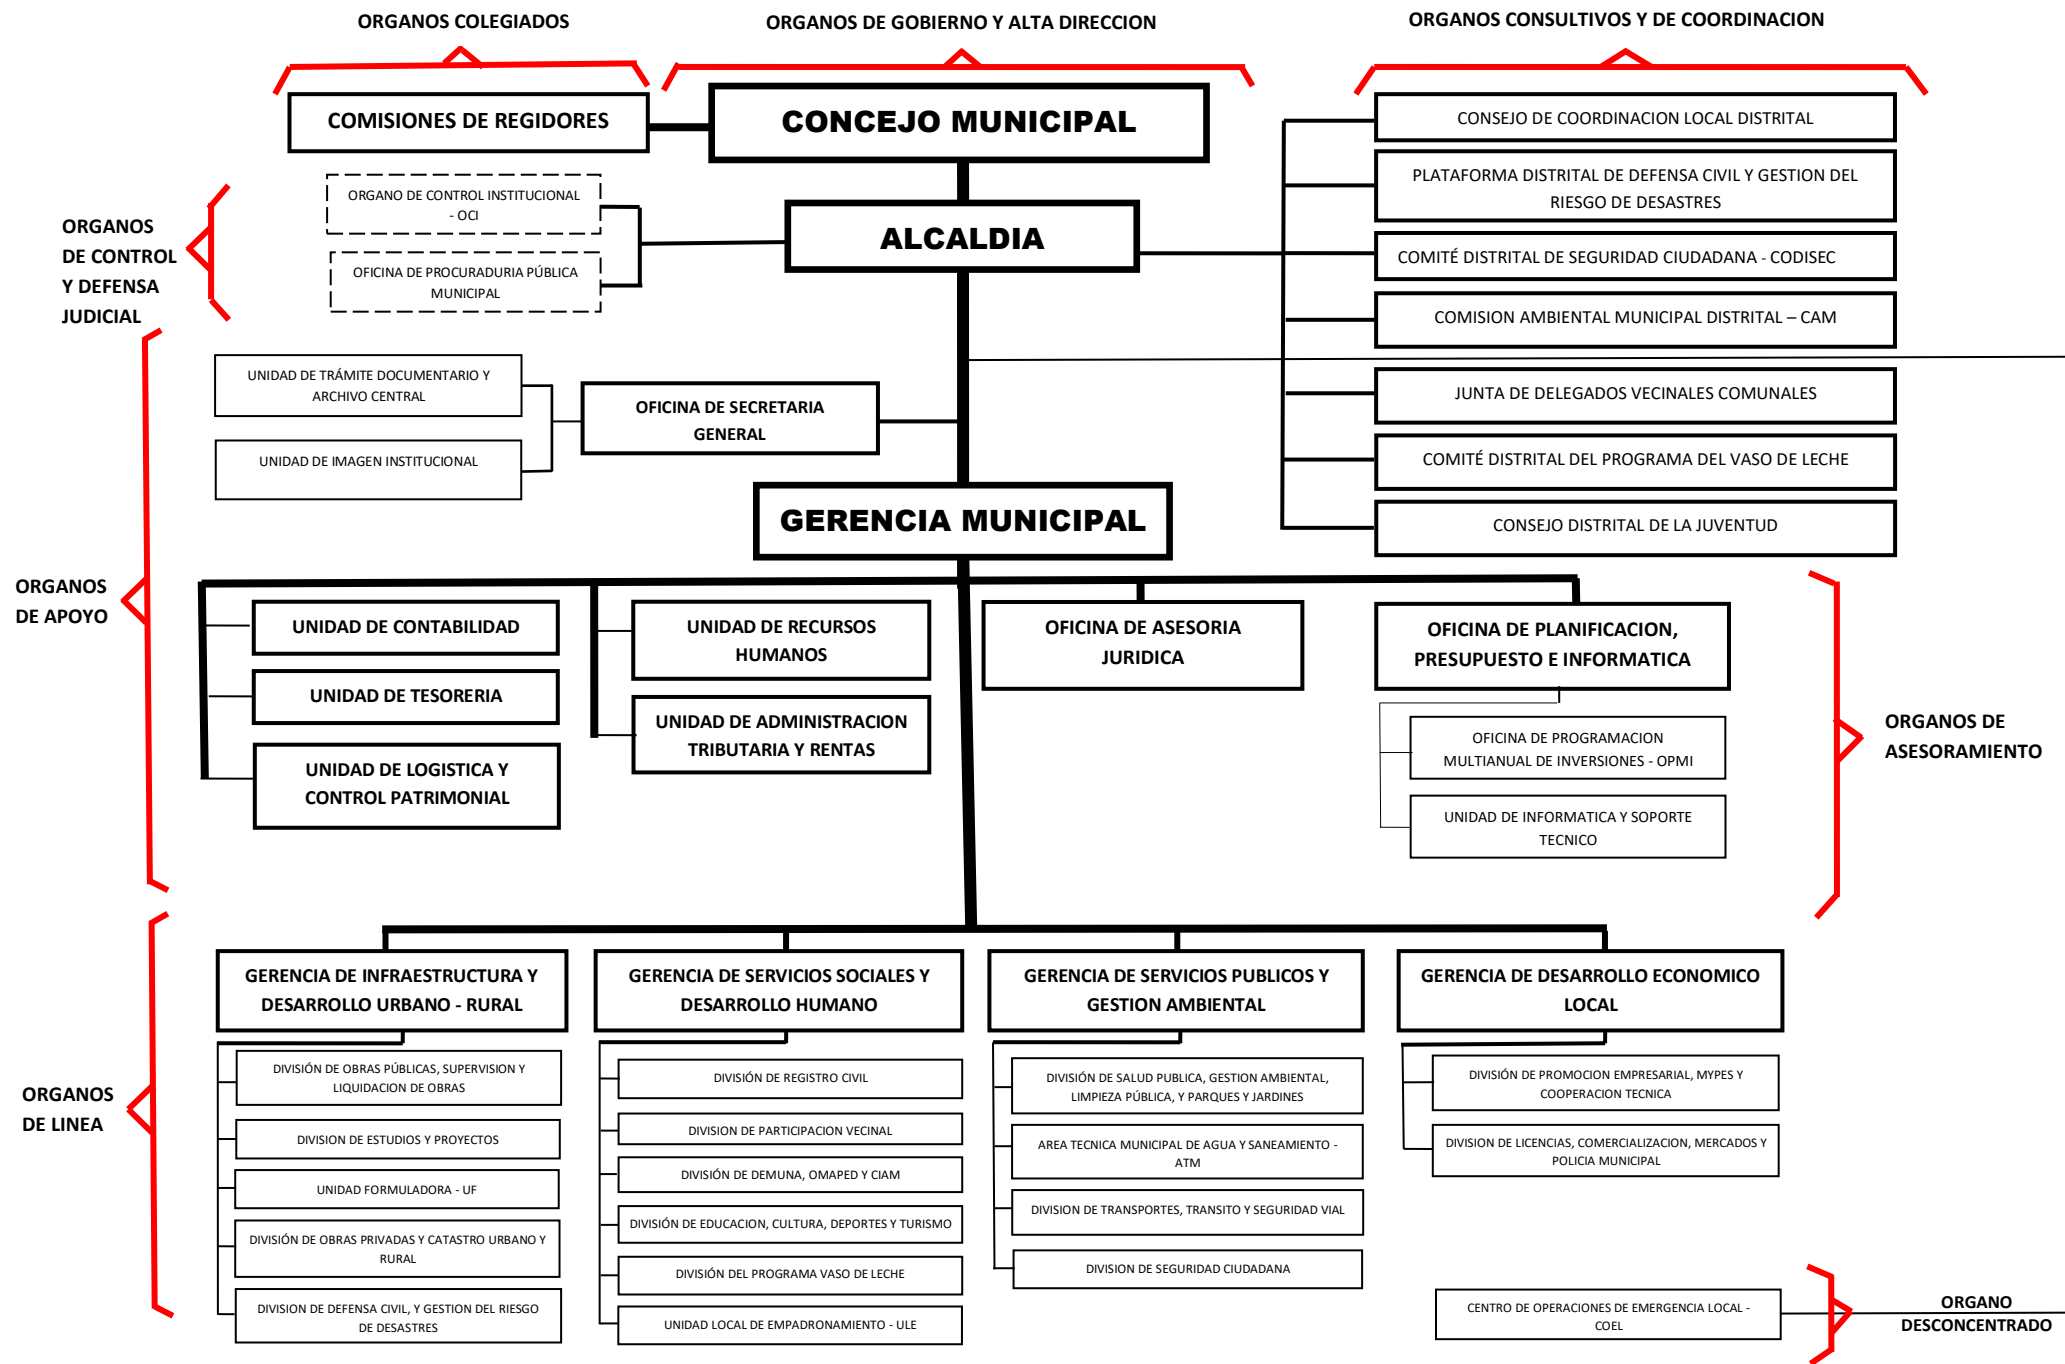 ORGANOS COLEGIADOS
ORGANOS DE GOBIERNO Y ALTA DIRECCION
ORGANOS CONSULTIVOS Y DE COORDINACION
COMISIONES DE REGIDORES
CONCEJO MUNICIPAL
CONSEJO DE COORDINACION LOCAL DISTRITAL
PLATAFORMA DISTRITAL DE DEFENSA CIVIL Y GESTION DEL
RIESGO DE DESASTRES
COMITÉ DISTRITAL DE SEGURIDAD CIUDADANA - CODISEC
COMISION AMBIENTAL MUNICIPAL DISTRITAL – CAM
JUNTA DE DELEGADOS VECINALES COMUNALES
COMITÉ DISTRITAL DEL PROGRAMA DEL VASO DE LECHE
CONSEJO DISTRITAL DE LA JUVENTUD
ORGANOS
DE CONTROL
Y DEFENSA
JUDICIAL
ORGANO DE CONTROL INSTITUCIONAL
- OCI
OFICINA DE PROCURADURIA PÚBLICA
MUNICIPAL
ALCALDIA
UNIDAD DE TRÁMITE DOCUMENTARIO Y
ARCHIVO CENTRAL
UNIDAD DE IMAGEN INSTITUCIONAL
OFICINA DE SECRETARIA
GENERAL
GERENCIA MUNICIPAL
ORGANOS
DE APOYO
UNIDAD DE CONTABILIDAD
UNIDAD DE TESORERIA
UNIDAD DE LOGISTICA Y
CONTROL PATRIMONIAL
UNIDAD DE RECURSOS
HUMANOS
UNIDAD DE ADMINISTRACION
TRIBUTARIA Y RENTAS
OFICINA DE ASESORIA
JURIDICA
OFICINA DE PLANIFICACION,
PRESUPUESTO E INFORMATICA
OFICINA DE PROGRAMACION
MULTIANUAL DE INVERSIONES - OPMI
UNIDAD DE INFORMATICA Y SOPORTE
TECNICO
ORGANOS DE
ASESORAMIENTO
ORGANOS
DE LINEA
GERENCIA DE INFRAESTRUCTURA Y
DESARROLLO URBANO - RURAL
DIVISIÓN DE OBRAS PÚBLICAS, SUPERVISION Y
LIQUIDACION DE OBRAS
DIVISION DE ESTUDIOS Y PROYECTOS
UNIDAD FORMULADORA - UF
DIVISIÓN DE OBRAS PRIVADAS Y CATASTRO URBANO Y
RURAL
DIVISION DE DEFENSA CIVIL, Y GESTION DEL RIESGO
DE DESASTRES
GERENCIA DE SERVICIOS SOCIALES Y
DESARROLLO HUMANO
DIVISIÓN DE REGISTRO CIVIL
DIVISION DE PARTICIPACION VECINAL
DIVISIÓN DE DEMUNA, OMAPED Y CIAM
DIVISIÓN DE EDUCACION, CULTURA, DEPORTES Y TURISMO
DIVISIÓN DEL PROGRAMA VASO DE LECHE
UNIDAD LOCAL DE EMPADRONAMIENTO - ULE
GERENCIA DE SERVICIOS PUBLICOS Y
GESTION AMBIENTAL
DIVISIÓN DE SALUD PUBLICA, GESTION AMBIENTAL,
LIMPIEZA PÚBLICA, Y PARQUES Y JARDINES
AREA TECNICA MUNICIPAL DE AGUA Y SANEAMIENTO -
ATM
DIVISION DE TRANSPORTES, TRANSITO Y SEGURIDAD VIAL
DIVISION DE SEGURIDAD CIUDADANA
GERENCIA DE DESARROLLO ECONOMICO
LOCAL
DIVISIÓN DE PROMOCION EMPRESARIAL, MYPES Y
COOPERACION TECNICA
DIVISION DE LICENCIAS, COMERCIALIZACION, MERCADOS Y
POLICIA MUNICIPAL
CENTRO DE OPERACIONES DE EMERGENCIA LOCAL -
COEL
ORGANO
DESCONCENTRADO